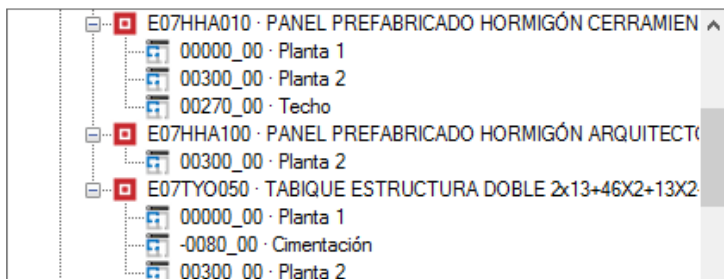 E07HHA010 · PANEL PREFABRICADO HORMIGÓN CERRAMIEN
00000_00 · Planta 1
00300_00 · Planta 2
00270_00 · Techo
E07HHA100 · PANEL PREFABRICADO HORMIGÓN ARQUITECT
00300_00 · Planta 2
E07TYO050 · TABIQUE ESTRUCTURA DOBLE 2x13+46X2+13X2
00000_00 · Planta 1
-0080_00 · Cimentación
00300_00 · Planta 2